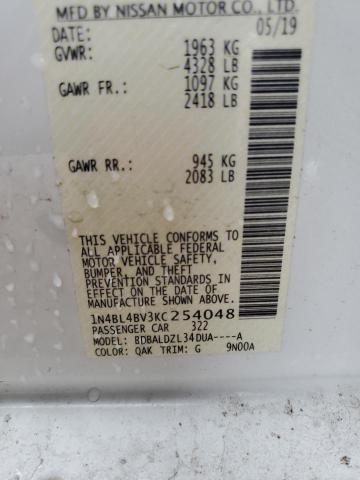 MFD BY NISSAN MOTOR CO., LTD.
DATE: 05/19
GVWR: 1963 KG
4328 LB
GAWR FR.: 1097 KG
2418 LB
GAWR RR.: 945 KG
2083 LB
THIS VEHICLE CONFORMS TO
ALL APPLICABLE FEDERAL
MOTOR VEHICLE SAFETY,
BUMPER, AND THEFT
PREVENTION STANDARDS IN
EFFECT ON THE DATE OF
MANUFACTURE SHOWN ABOVE.
1N4BL4BV3KC254048
PASSENGER CAR 322
MODEL: BDBALDZL34DUA----A
COLOR: QAK TRIM: G 9N00A